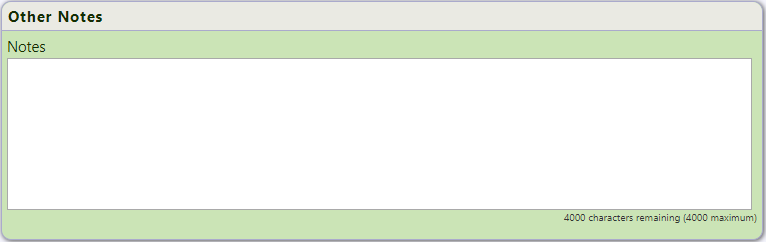 Other Notes
Notes
4000 characters remaining (4000 maximum)